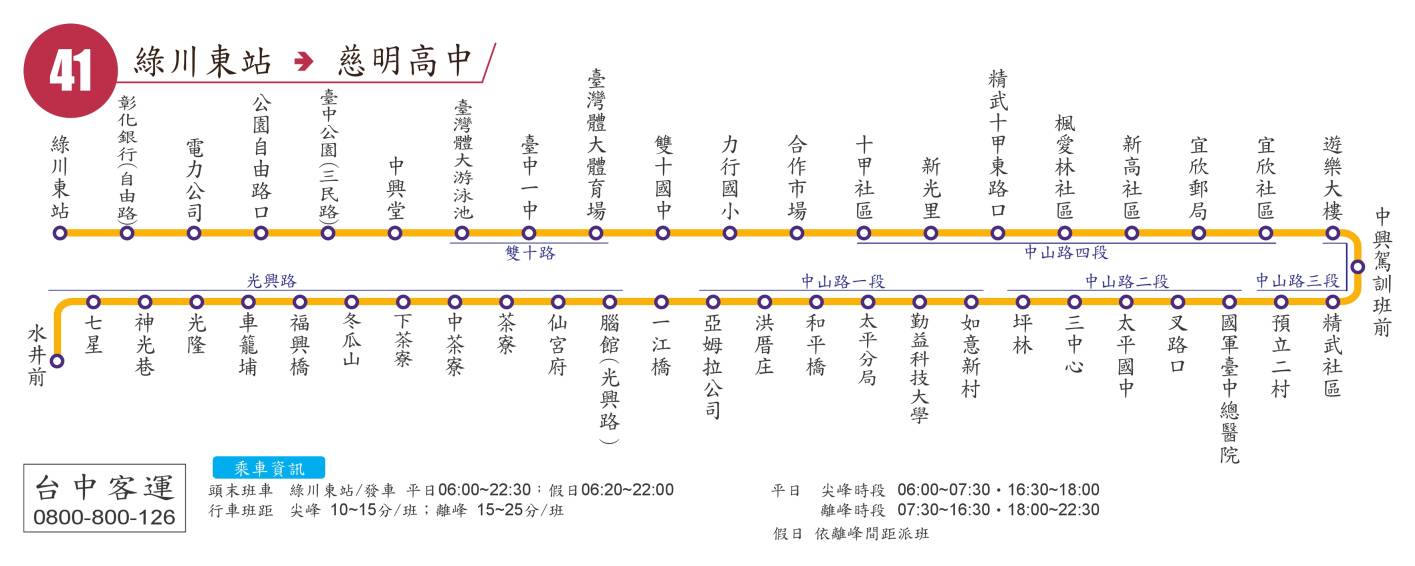 41
綠川東站 ➔ 慈明高中
綠川東站
彰化銀行(自由路)
電力公司
公園自由路口
臺中公園(三民路)
中興堂
臺灣體大游泳池
臺中一中
臺灣體大體育場
雙十國中
力行國小
合作市場
十甲社區
新光里
精武十甲東路口
楓愛林社區
新高社區
宜欣郵局
宜欣社區
遊樂大樓
中興駕訓班前
雙十路
中山路四段
光興路
中山路一段
中山路二段
中山路三段
水井前
七星
神光巷
光隆
車籠埔
福興橋
冬瓜山
下茶寮
中茶寮
茶寮
仙宮府
腦館(光興路)
一江橋
亞姆拉公司
洪厝庄
和平橋
太平分局
勤益科技大學
如意新村
坪林
三中心
太平國中
叉路口
國軍臺中總醫院
預立二村
精武社區
台中客運
0800-800-126
乘車資訊
頭末班車 綠川東站/發車 平日06:00~22:30；假日06:20~22:00
行車班距 尖峰 10~15分/班；離峰 15~25分/班
平日 尖峰時段 06:00~07:30・16:30~18:00
離峰時段 07:30~16:30・18:00~22:30
假日 依離峰間距派班